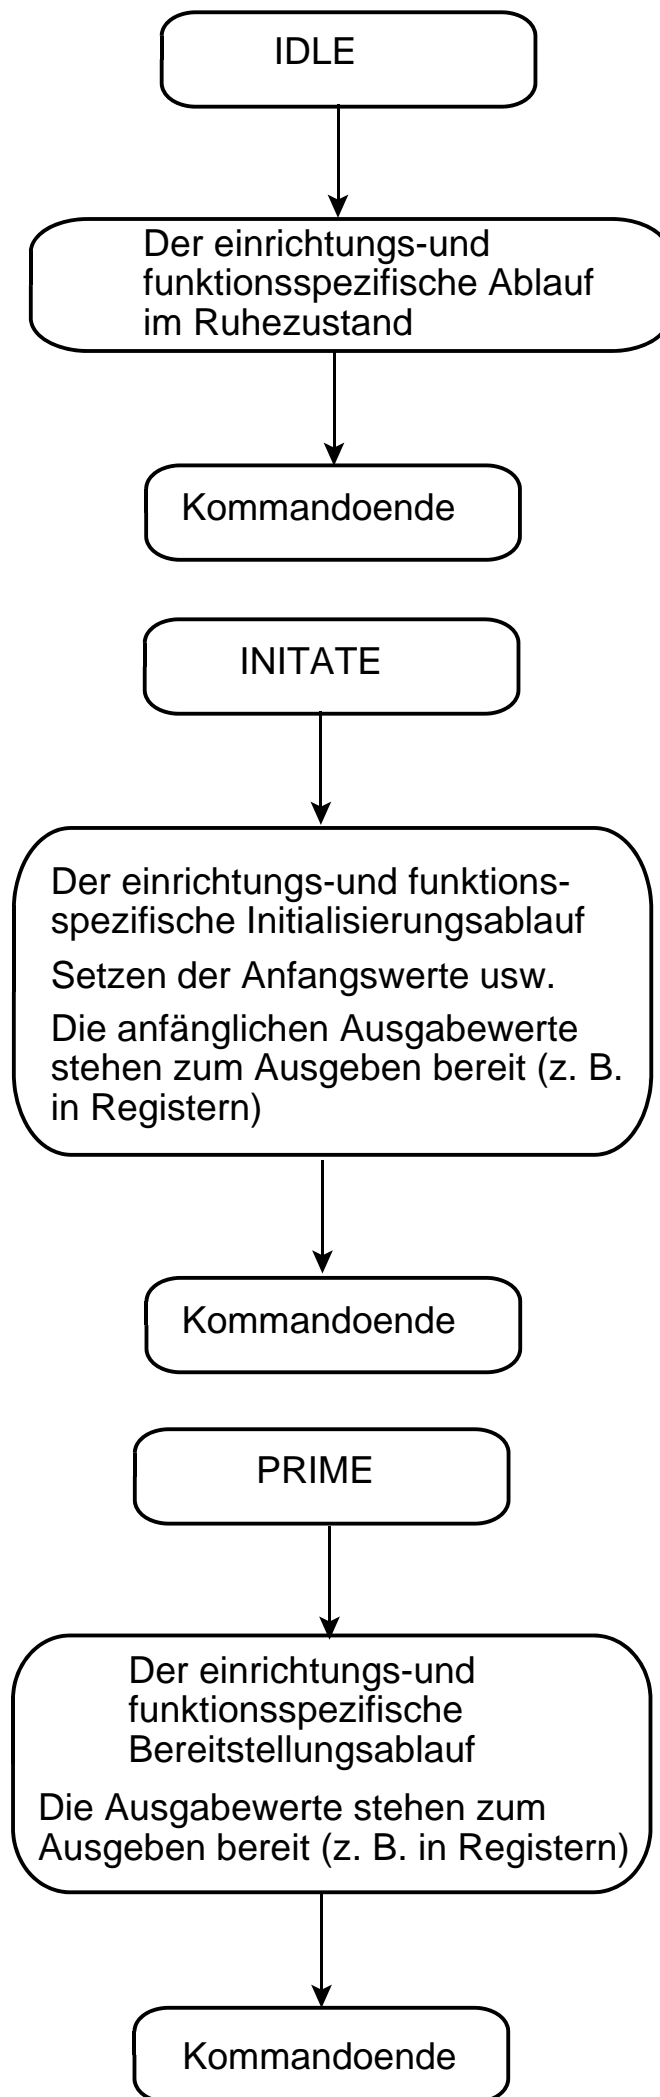 IDLE
Der einrichtungs-und
funktionsspezifische Ablauf
im Ruhezustand
Kommandoende
INITATE
Der einrichtungs-und funktions-
spezifische Initialisierungsablauf
Setzen der Anfangswerte usw.
Die anfänglichen Ausgabewerte
stehen zum Ausgeben bereit (z. B.
in Registern)
Kommandoende
PRIME
Der einrichtungs-und
funktionsspezifische
Bereitstellungsablauf
Die Ausgabewerte stehen zum
Ausgeben bereit (z. B. in Registern)
Kommandoende